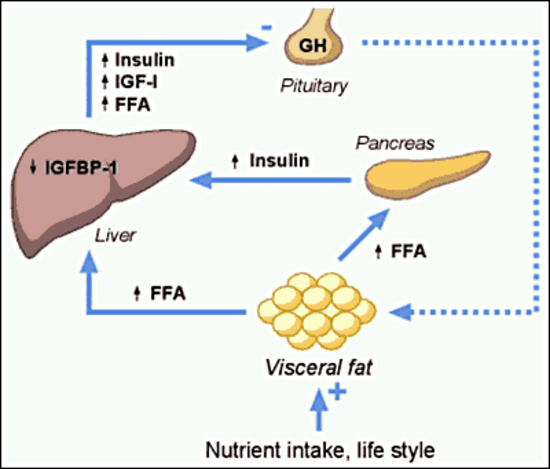 -
GH
Pituitary
↑ Insulin
↑ IGF-I
↑ FFA
Pancreas
↑ Insulin
↓ IGFBP-1
Liver
↑ FFA
↑ FFA
Visceral fat
+
Nutrient intake, life style